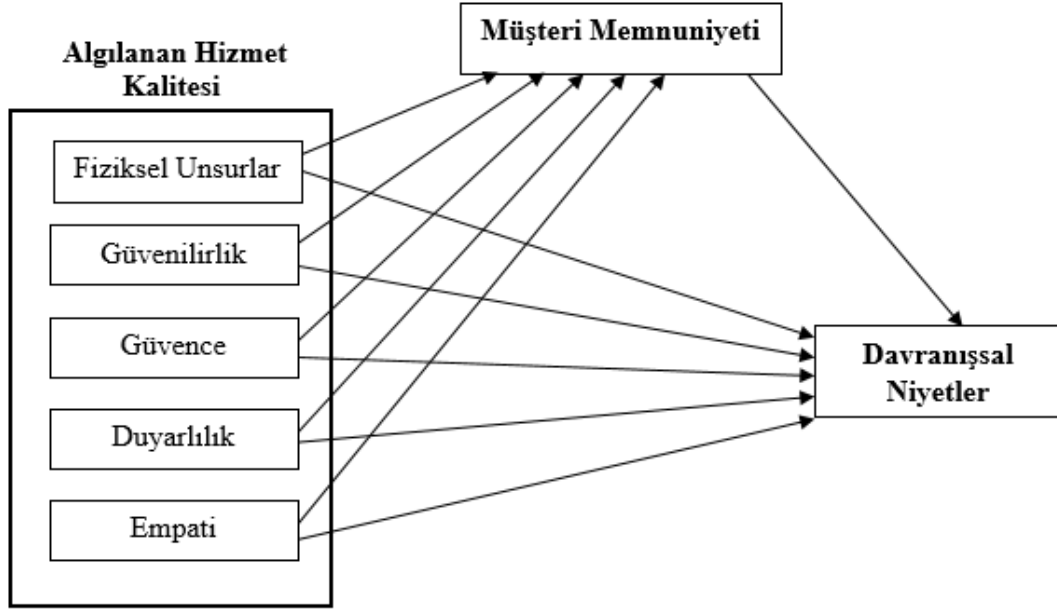 Müşteri Memnuniyeti
Algılanan Hizmet
Kalitesi
Fiziksel Unsurlar
Güvenilirlik
Güvence
Duyarlılık
Empati
Davranışsal
Niyetler